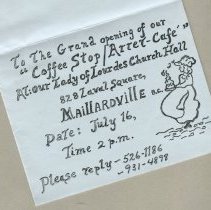 To The Grand opening of our
"Coffee Stop/Arret-Cafe"
At: our Lady of Lourdes Church Hall
828 Laval Square,
MAILLARDVILLE B.C.
Date: July 16,
Time 2 p.m.
Please reply - 526-1186
- 931-4898